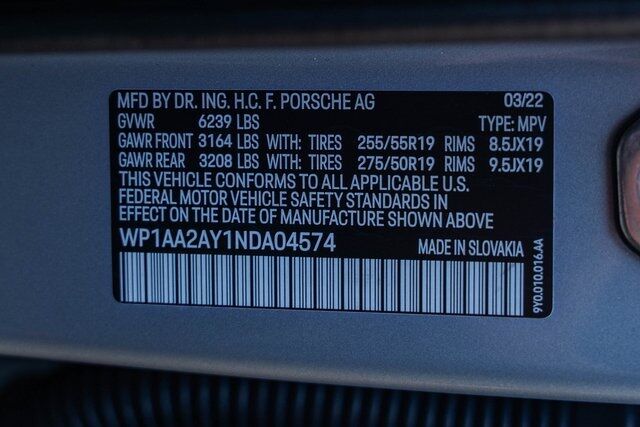 MFD BY DR. ING. H.C. F. PORSCHE AG 03/22
GVWR 6239 LBS TYPE: MPV
GAWR FRONT 3164 LBS WITH: TIRES 255/55R19 RIMS 8.5JX19
GAWR REAR 3208 LBS WITH: TIRES 275/50R19 RIMS 9.5JX19
THIS VEHICLE CONFORMS TO ALL APPLICABLE U.S.
FEDERAL MOTOR VEHICLE SAFETY STANDARDS IN
EFFECT ON THE DATE OF MANUFACTURE SHOWN ABOVE
WP1AA2AY1NDA04574 MADE IN SLOVAKIA
9Y0.010.016.AA